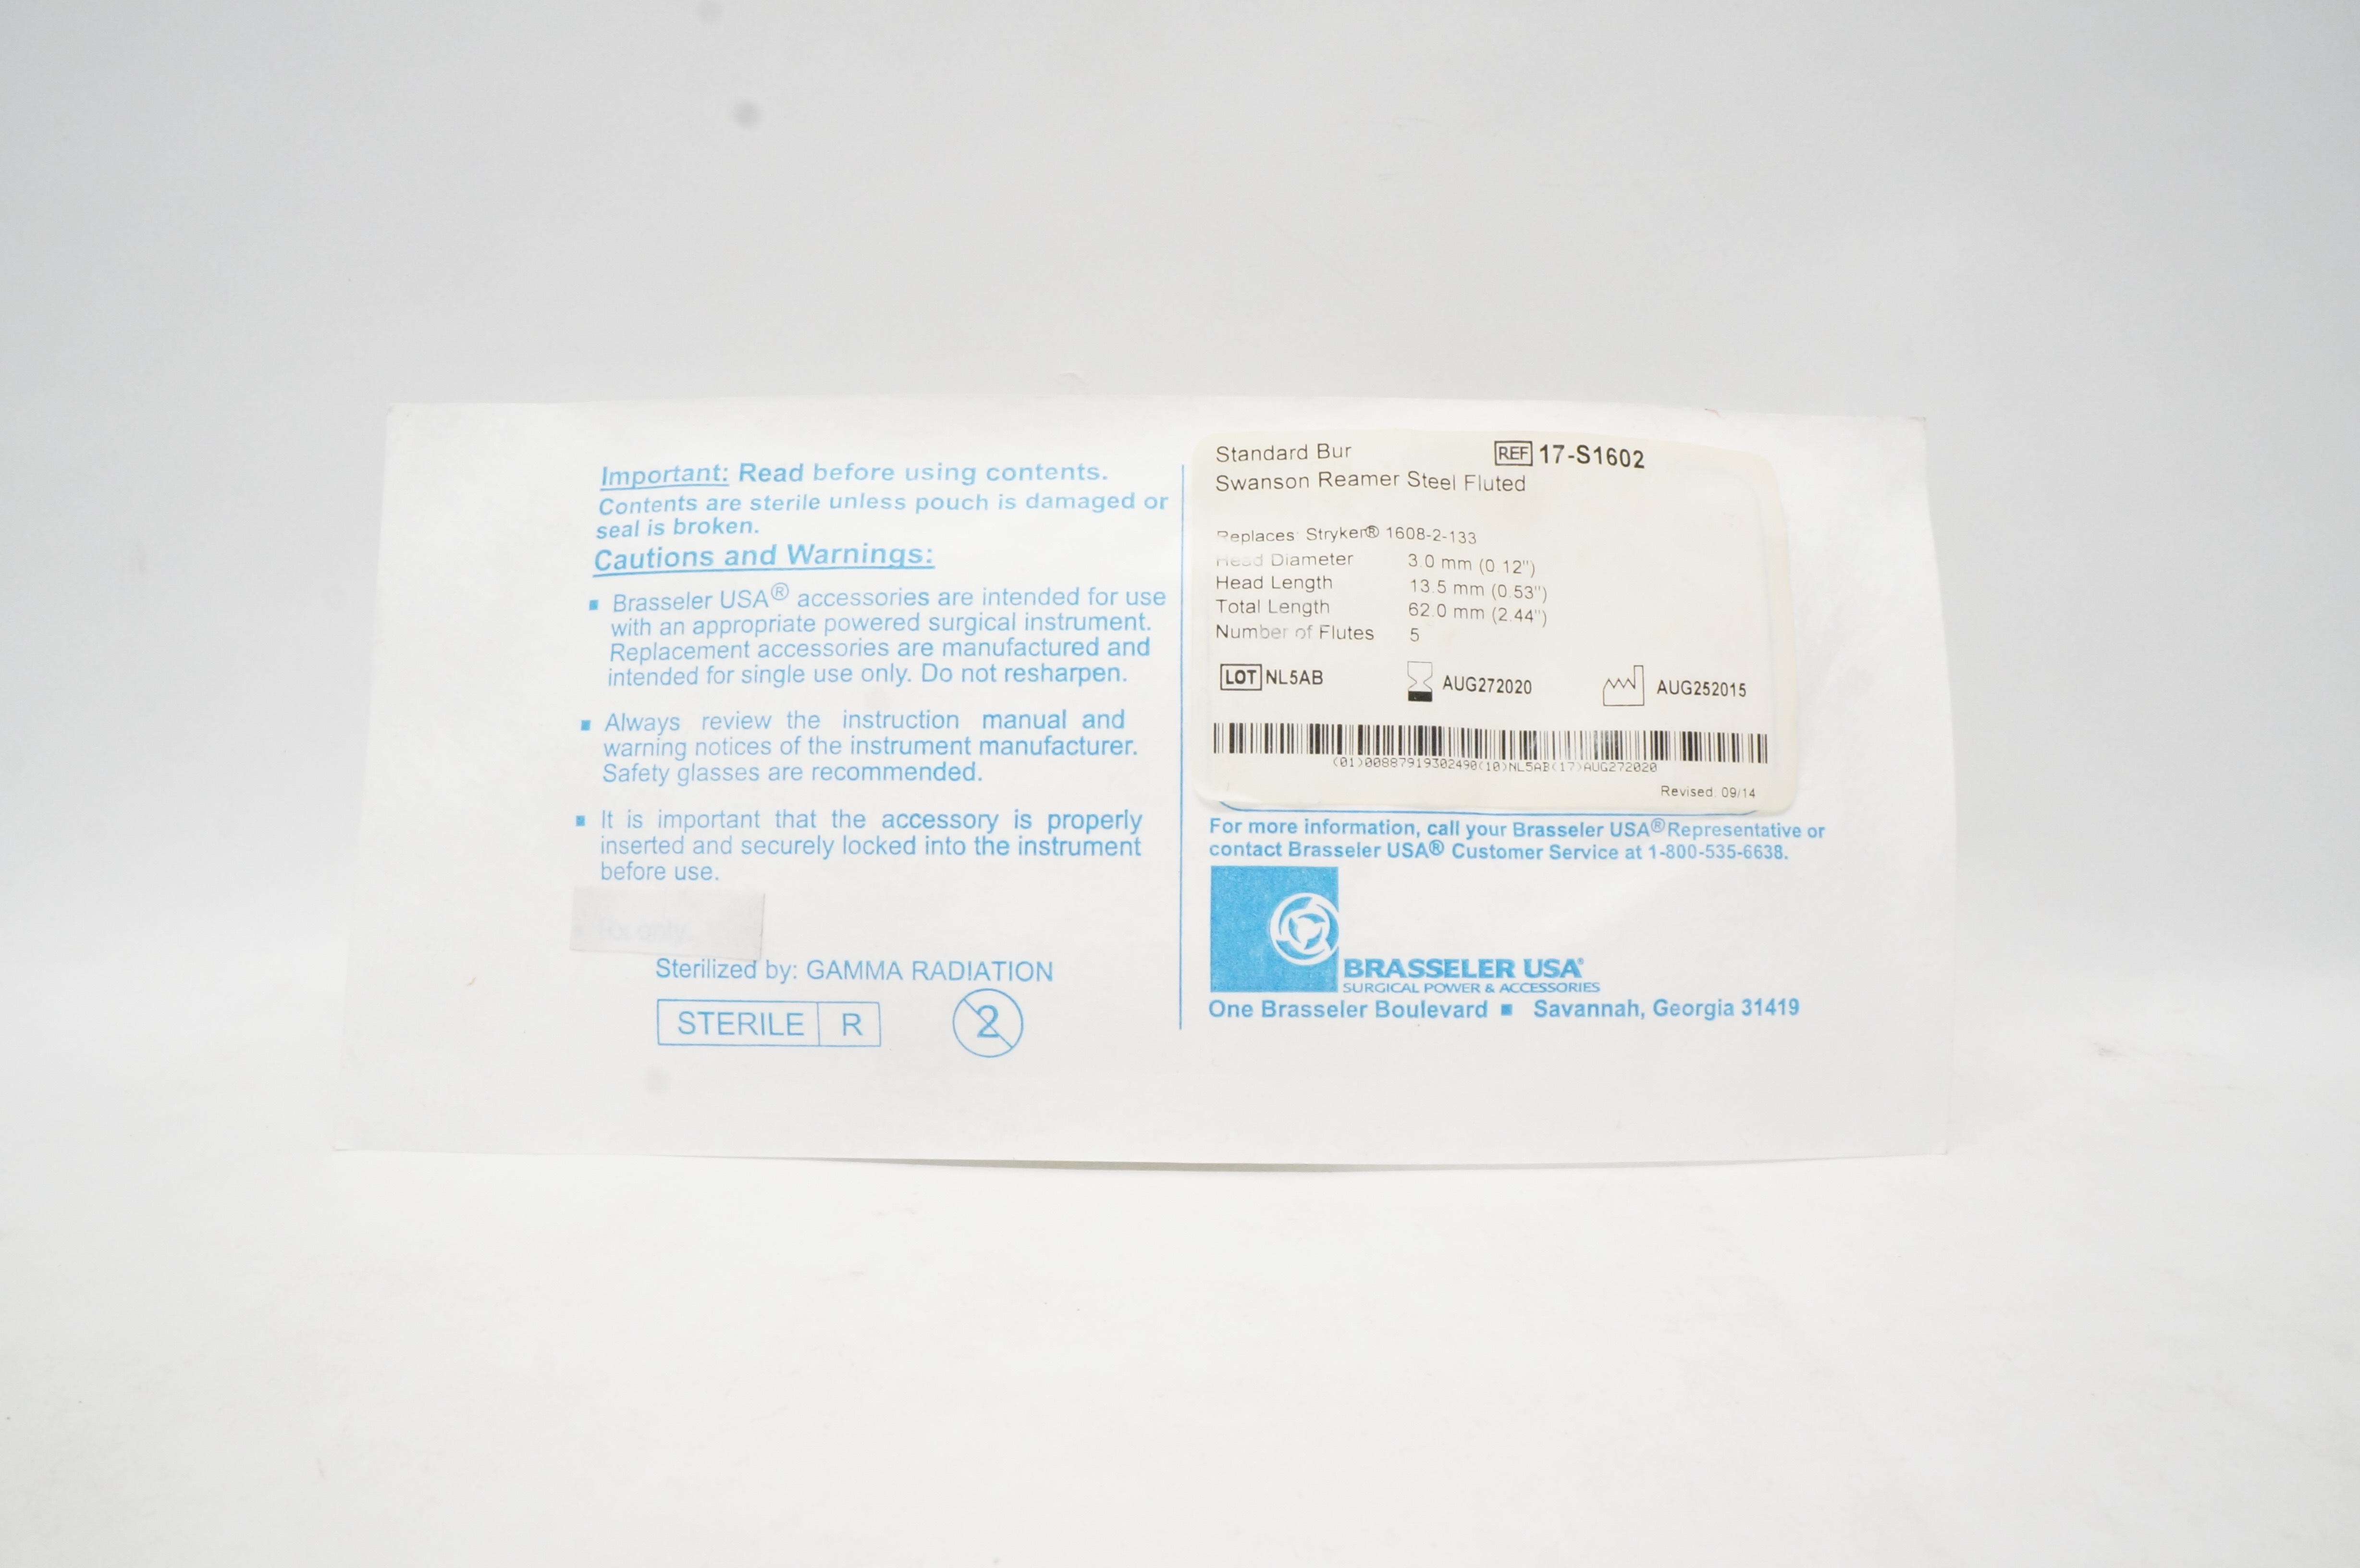 Important: Read before using contents.
Contents are sterile unless pouch is damaged or
seal is broken.
Cautions and Warnings:
▪ Brasseler USA® accessories are intended for use
with an appropriate powered surgical instrument.
Replacement accessories are manufactured and
intended for single use only. Do not resharpen.
▪ Always review the instruction manual and
warning notices of the instrument manufacturer.
Safety glasses are recommended.
▪ It is important that the accessory is properly
inserted and securely locked into the instrument
before use.
Rx only.
Sterilized by: GAMMA RADIATION
STERILE R
2
Standard Bur REF 17-S1602
Swanson Reamer Steel Fluted
Replaces: Stryker® 1608-2-133
Head Diameter 3.0 mm (0.12")
Head Length 13.5 mm (0.53")
Total Length 62.0 mm (2.44")
Number of Flutes 5
LOT NL5AB AUG272020 AUG252015
(01)00887919302490(10)NL5AB(17)AUG272020
Revised: 09/14
For more information, call your Brasseler USA® Representative or
contact Brasseler USA® Customer Service at 1-800-535-6638.
BRASSELER USA®
SURGICAL POWER & ACCESSORIES
One Brasseler Boulevard ▪ Savannah, Georgia 31419